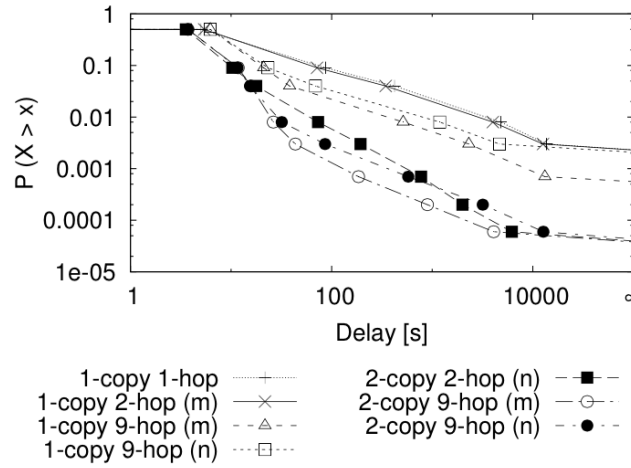 1
0.1
0.01
0.001
0.0001
1e-05
P (X > x)
1
100
10000
∞
Delay [s]
1-copy 1-hop
1-copy 2-hop (m)
1-copy 9-hop (m)
1-copy 9-hop (n)
2-copy 2-hop (n)
2-copy 9-hop (m)
2-copy 9-hop (n)